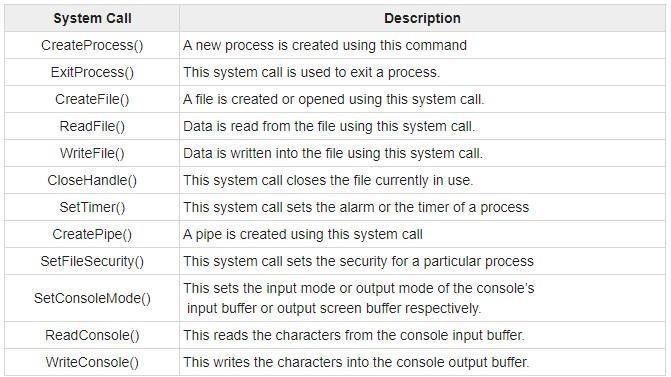 System Call Description
CreateProcess() A new process is created using this command
ExitProcess() This system call is used to exit a process.
CreateFile() A file is created or opened using this system call.
ReadFile() Data is read from the file using this system call.
WriteFile() Data is written into the file using this system call.
CloseHandle() This system call closes the file currently in use.
SetTimer() This system call sets the alarm or the timer of a process
CreatePipe() A pipe is created using this system call
SetFileSecurity() This system call sets the security for a particular process
SetConsoleMode() This sets the input mode or output mode of the console’s
input buffer or output screen buffer respectively.
ReadConsole() This reads the characters from the console input buffer.
WriteConsole() This writes the characters into the console output buffer.